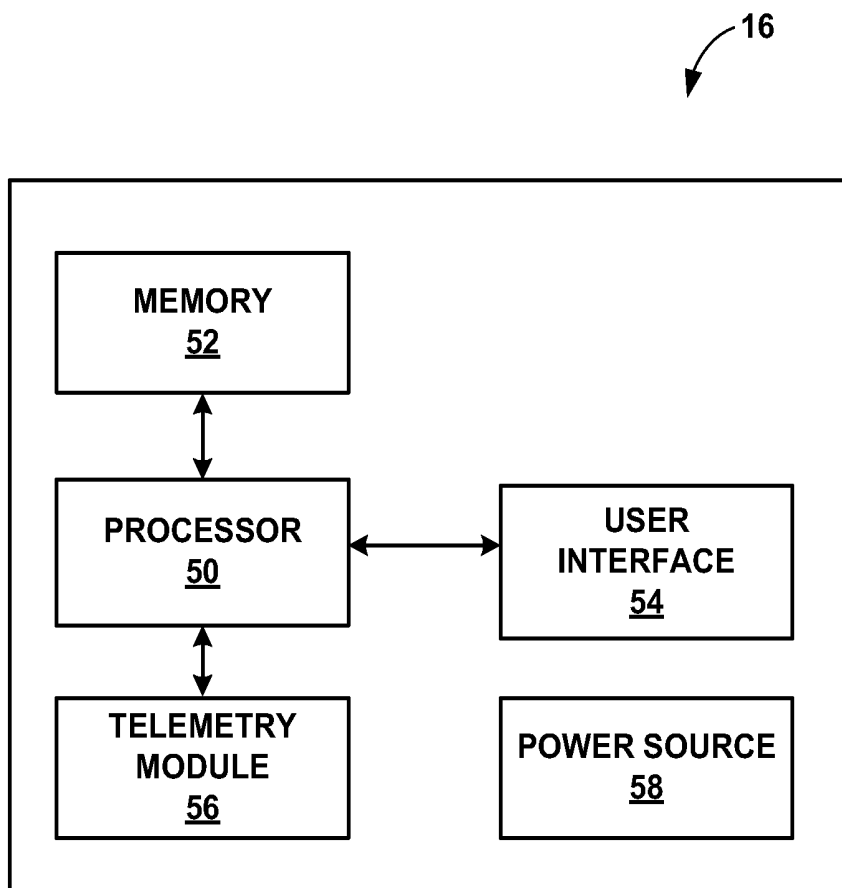 16
MEMORY
52
PROCESSOR
50
USER
INTERFACE
54
TELEMETRY
MODULE
56
POWER SOURCE
58